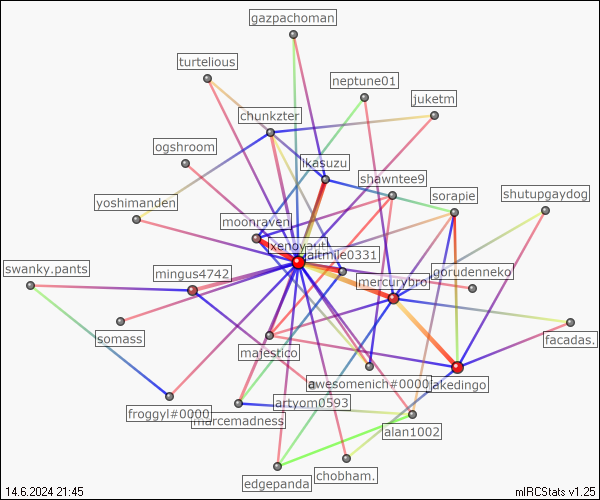 gazpachoman
turtelious
neptune01
juketm
chunkzter
ogshroom
ikasuzu
shawntee9
sorapie
shutupgaydog
yoshimanden
moonraven
altmile0331
swanky.pants
mingus4742
mercurybro
gorudenneko
somass
majestico
facadas.
awesomenich#0000
jakedingo
froggyl#0000
marcemadness
artyom0593
alan1002
edgepanda
chobham.
14.6.2024 21:45
mIRCStats v1.25